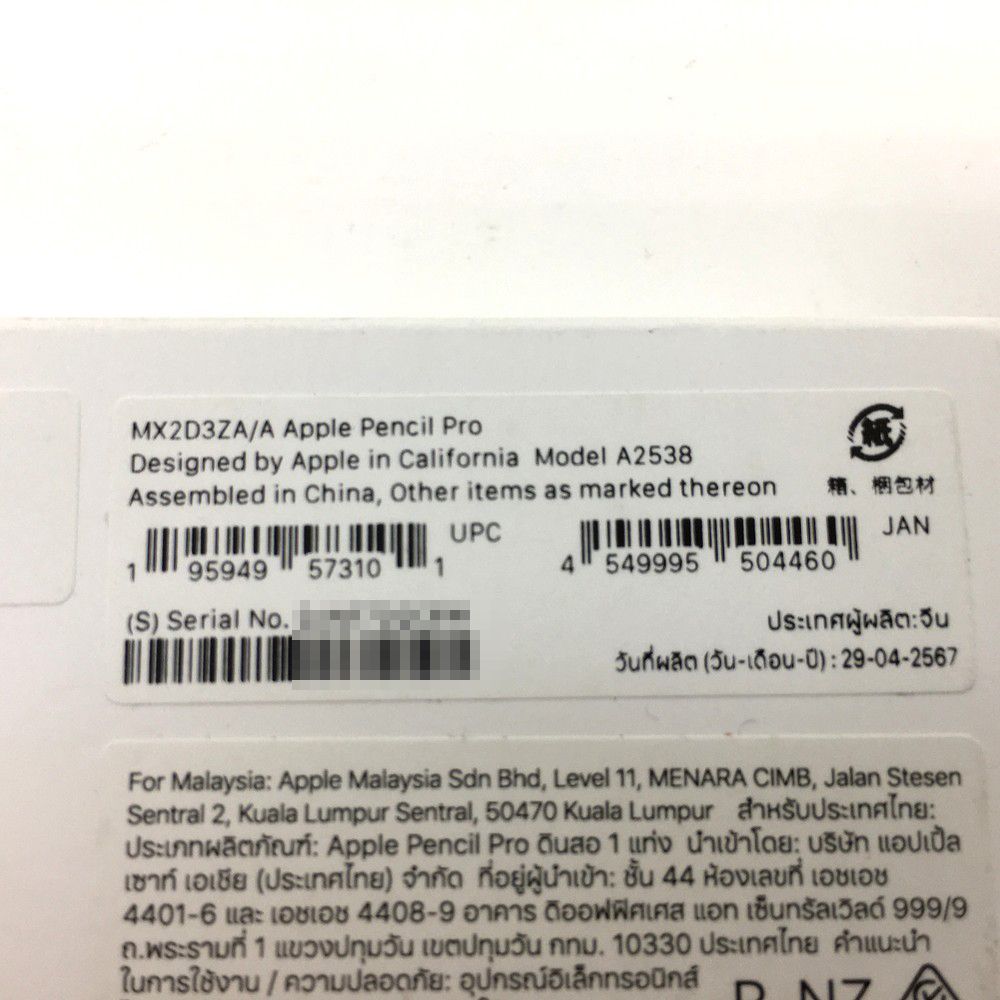 MX2D3ZA/A Apple Pencil Pro
Designed by Apple in California Model A2538
Assembled in China, Other items as marked thereon
紙
箱、梱包材
UPC
1 95949 57310 1
JAN
4 549995 504460
(S) Serial No.
ประเทศผู้ผลิต:จีน
วันที่ผลิต (วัน-เดือน-ปี) : 29-04-2567
For Malaysia: Apple Malaysia Sdn Bhd, Level 11, MENARA CIMB, Jalan Stesen
Sentral 2, Kuala Lumpur Sentral, 50470 Kuala Lumpur สำหรับประเทศไทย:
ประเภทผลิตภัณฑ์: Apple Pencil Pro ดินสอ 1 แท่ง นำเข้าโดย: บริษัท แอปเปิ้ล
เซาท์ เอเชีย (ประเทศไทย) จำกัด ที่อยู่ผู้นำเข้า: ชั้น 44 ห้องเลขที่ เอชเอช
4401-6 และ เอชเอช 4408-9 อาคาร ดิออฟฟิศเศส แอท เซ็นทรัลเวิลด์ 999/9
ถ.พระรามที่ 1 แขวงปทุมวัน เขตปทุมวัน กทม. 10330 ประเทศไทย คำแนะนำ
ในการใช้งาน / ความปลอดภัย: อุปกรณ์อิเล็กทรอนิกส์
R-NZ